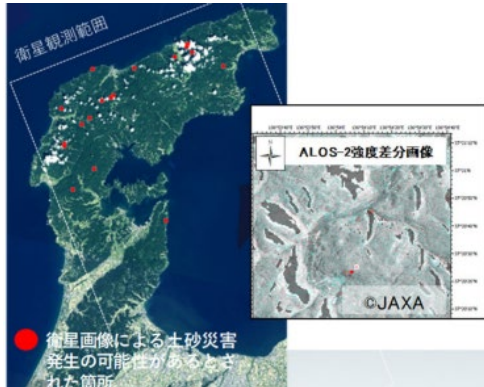 衛星観測範囲
ALOS-2強度差分画像
©JAXA
衛星画像による土砂災害
発生の可能性があるとさ
れた箇所